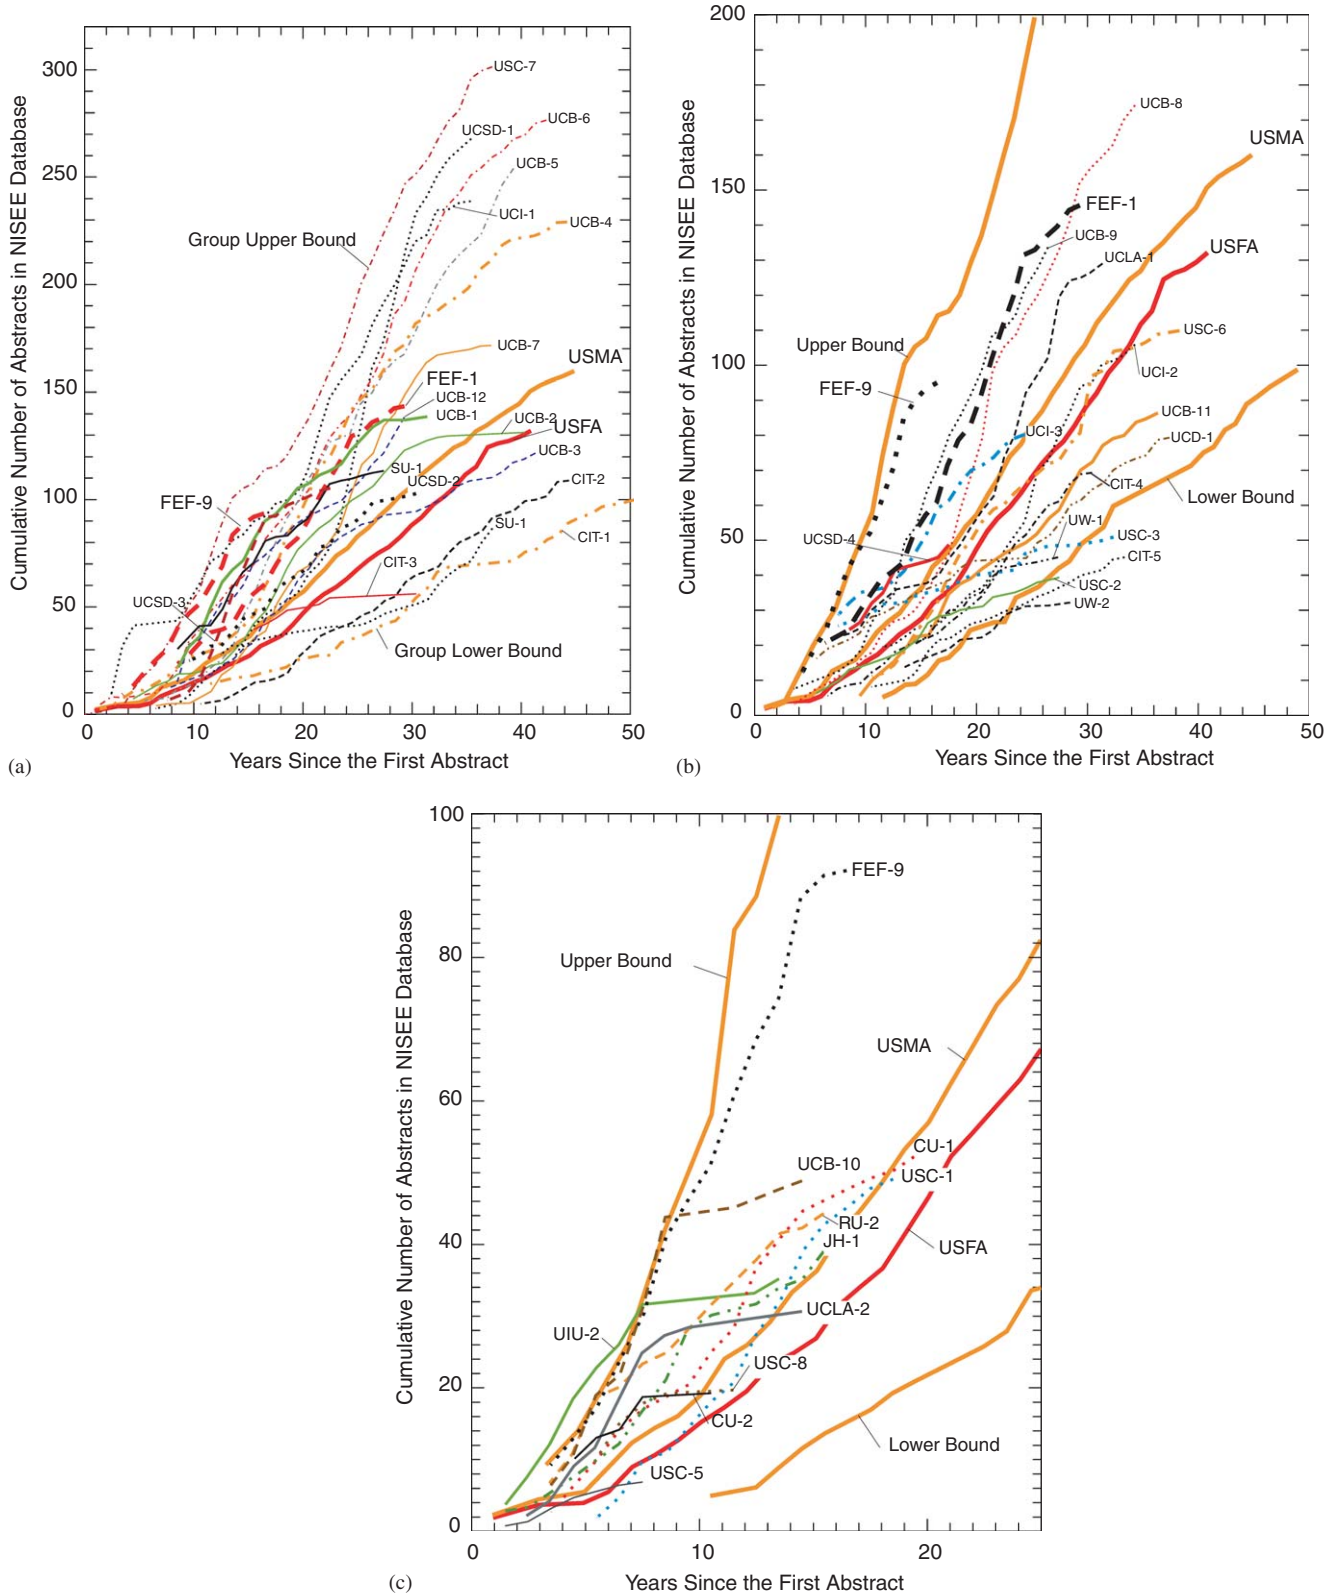 300
250
200
150
100
50
0
0
10
20
30
40
50
Cumulative Number of Abstracts in NISEE Database
Years Since the First Abstract
(a)
USC-7
UCSD-1
UCB-6
UCB-5
UCI-1
UCB-4
Group Upper Bound
UCB-7
USMA
FEF-1
UCB-12
UCB-1
UCB-2
USFA
UCB-3
SU-1
UCSD-2
CIT-2
FEF-9
SU-1
CIT-1
CIT-3
UCSD-3
Group Lower Bound
200
150
100
50
0
0
10
20
30
40
50
Cumulative Number of Abstracts in NISEE Database
Years Since the First Abstract
(b)
UCB-8
USMA
FEF-1
UCB-9
USFA
UCLA-1
USC-6
Upper Bound
UCI-2
FEF-9
UCB-11
UCI-3
UCD-1
CIT-4
Lower Bound
UW-1
UCSD-4
USC-3
CIT-5
USC-2
UW-2
100
80
60
40
20
0
0
10
20
Cumulative Number of Abstracts in NISEE Database
Years Since the First Abstract
(c)
FEF-9
Upper Bound
USMA
CU-1
UCB-10
USC-1
RU-2
JH-1
USFA
UCLA-2
UIU-2
USC-8
CU-2
Lower Bound
USC-5